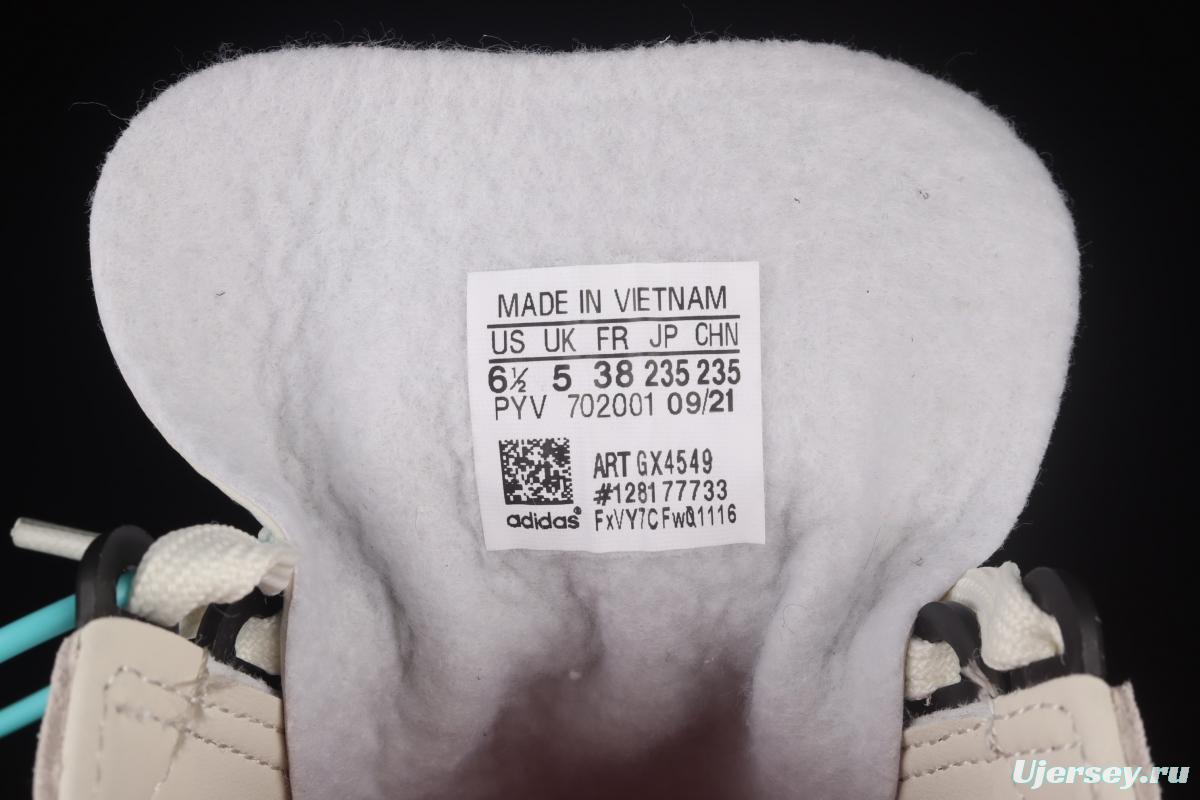 MADE IN VIETNAM
US UK FR JP CHN
6½ 5 38 235 235
PYV 702001 09/21
ART GX4549
#128177733
FxVY7CFwQ1116
adidas®
Ujersey.ru